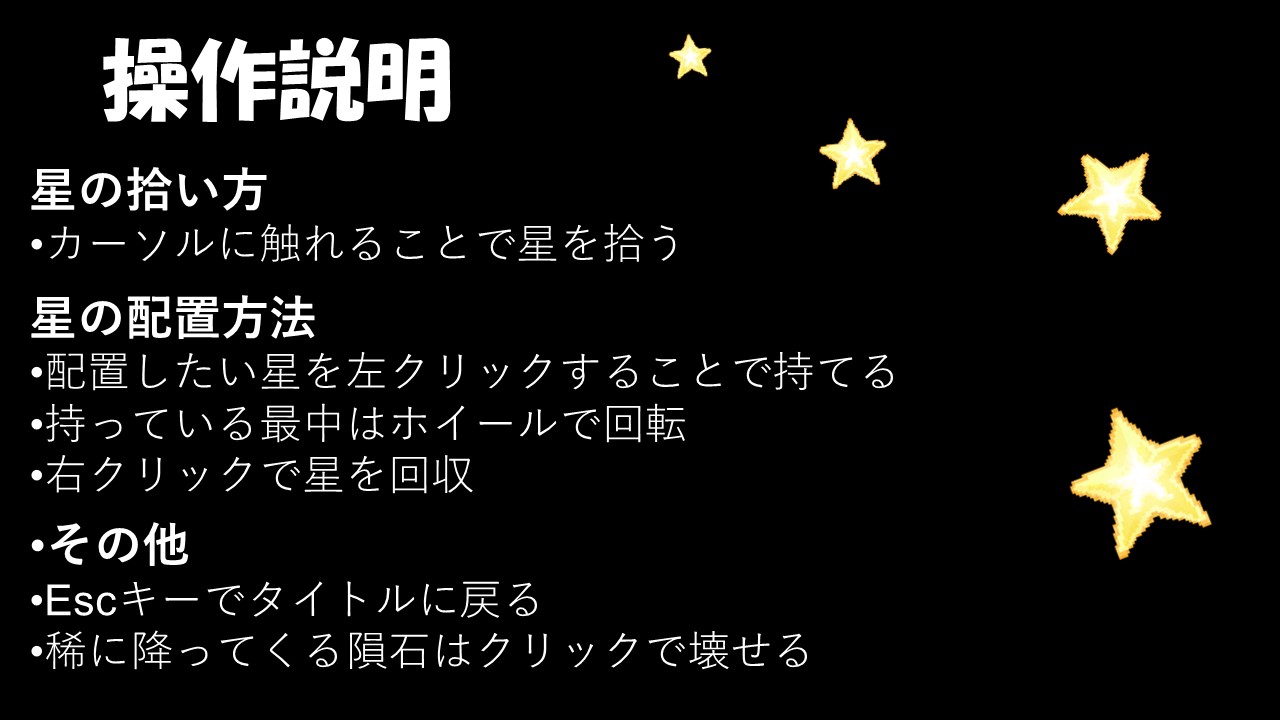 操作説明
星の拾い方
•カーソルに触れることで星を拾う
星の配置方法
•配置したい星を左クリックすることで持てる
•持っている最中はホイールで回転
•右クリックで星を回収
•その他
•Escキーでタイトルに戻る
•稀に降ってくる隕石はクリックで壊せる